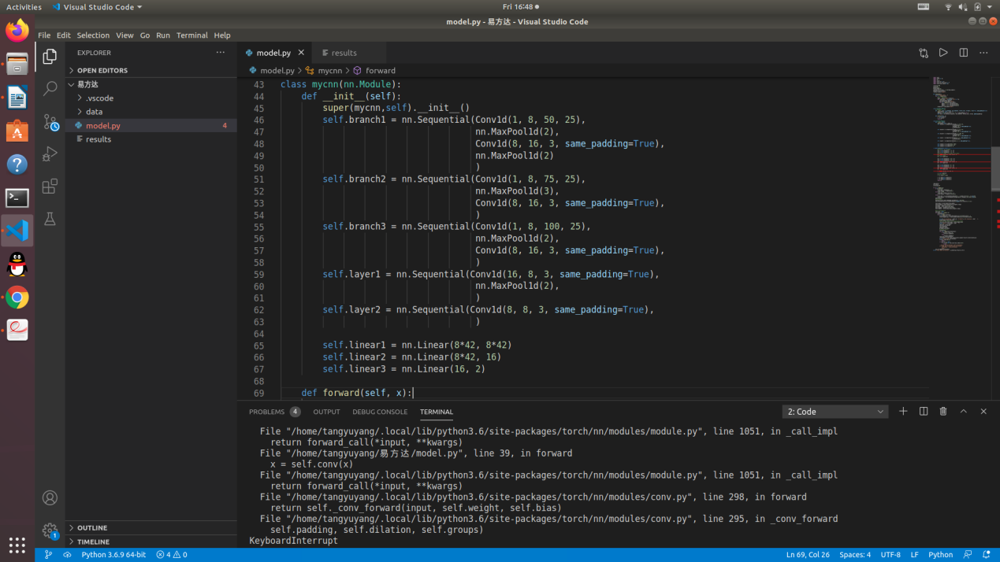 Activities
Visual Studio Code
Fri 16:48
model.py - 易方达 - Visual Studio Code
File Edit Selection View Go Run Terminal Help
EXPLORER
OPEN EDITORS
易方达
.vscode
data
model.py 4
results
OUTLINE
TIMELINE
model.py
results
model.py > mycnn > forward
43 class mycnn(nn.Module):
44 def __init__(self):
45 super(mycnn,self).__init__()
46 self.branch1 = nn.Sequential(Conv1d(1, 8, 50, 25),
47 nn.MaxPool1d(2),
48 Conv1d(8, 16, 3, same_padding=True),
49 nn.MaxPool1d(2)
50 )
51 self.branch2 = nn.Sequential(Conv1d(1, 8, 75, 25),
52 nn.MaxPool1d(3),
53 Conv1d(8, 16, 3, same_padding=True),
54 )
55 self.branch3 = nn.Sequential(Conv1d(1, 8, 100, 25),
56 nn.MaxPool1d(2),
57 Conv1d(8, 16, 3, same_padding=True),
58 )
59 self.layer1 = nn.Sequential(Conv1d(16, 8, 3, same_padding=True),
60 nn.MaxPool1d(2),
61 )
62 self.layer2 = nn.Sequential(Conv1d(8, 8, 3, same_padding=True),
63 )
64
65 self.linear1 = nn.Linear(8*42, 8*42)
66 self.linear2 = nn.Linear(8*42, 16)
67 self.linear3 = nn.Linear(16, 2)
68
69 def forward(self, x):
PROBLEMS 4 OUTPUT DEBUG CONSOLE TERMINAL 2: Code
File "/home/tangyuyang/.local/lib/python3.6/site-packages/torch/nn/modules/module.py", line 1051, in _call_impl
return forward_call(*input, **kwargs)
File "/home/tangyuyang/易方达/model.py", line 39, in forward
x = self.conv(x)
File "/home/tangyuyang/.local/lib/python3.6/site-packages/torch/nn/modules/module.py", line 1051, in _call_impl
return forward_call(*input, **kwargs)
File "/home/tangyuyang/.local/lib/python3.6/site-packages/torch/nn/modules/conv.py", line 298, in forward
return self._conv_forward(input, self.weight, self.bias)
File "/home/tangyuyang/.local/lib/python3.6/site-packages/torch/nn/modules/conv.py", line 295, in _conv_forward
self.padding, self.dilation, self.groups)
KeyboardInterrupt
1
Python 3.6.9 64-bit 4 0 Ln 69, Col 26 Spaces: 4 UTF-8 LF Python